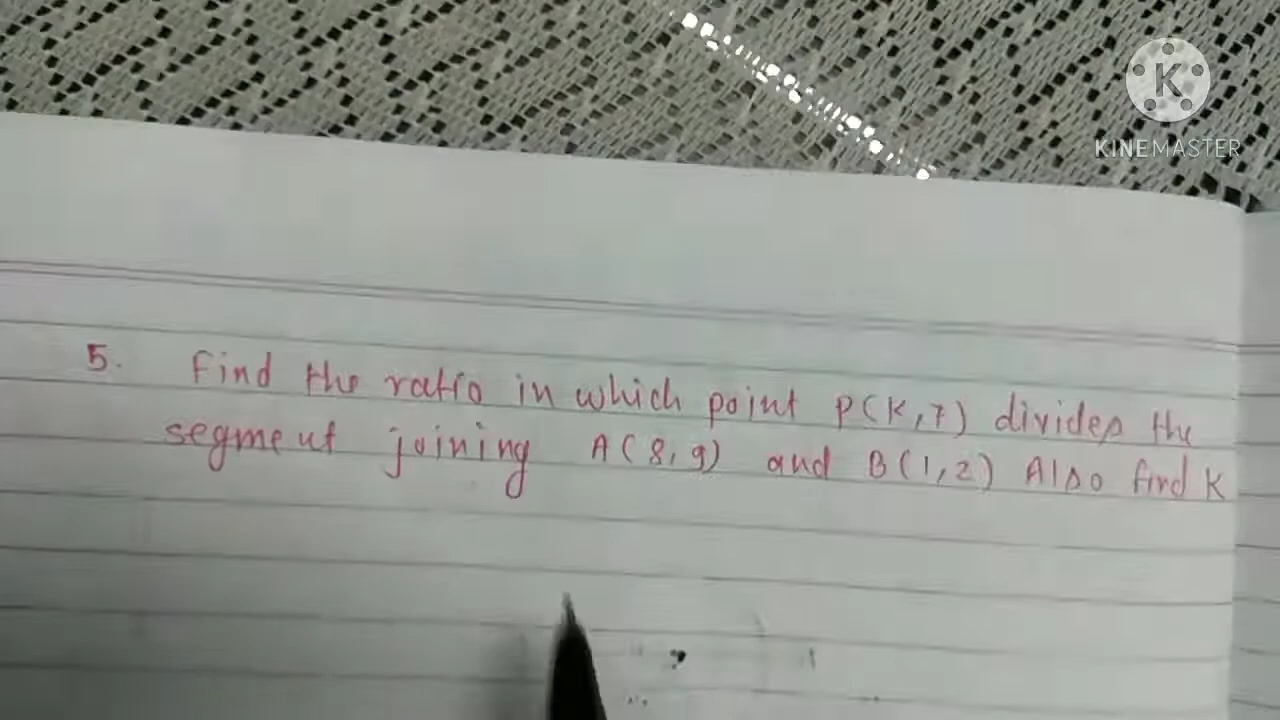 K
KINEMASTER
5. Find the ratio in which point P(K,7) divides the
segment joining A(8,9) and B(1,2) Also find K